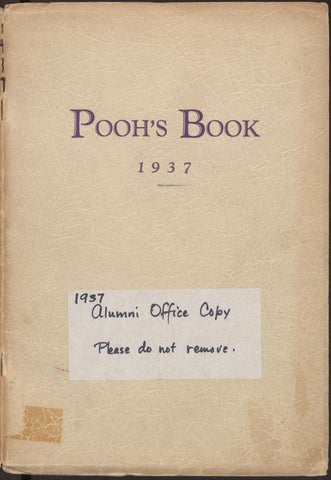 POOH'S BOOK
1937
1937
Alumni Office Copy
Please do not remove.